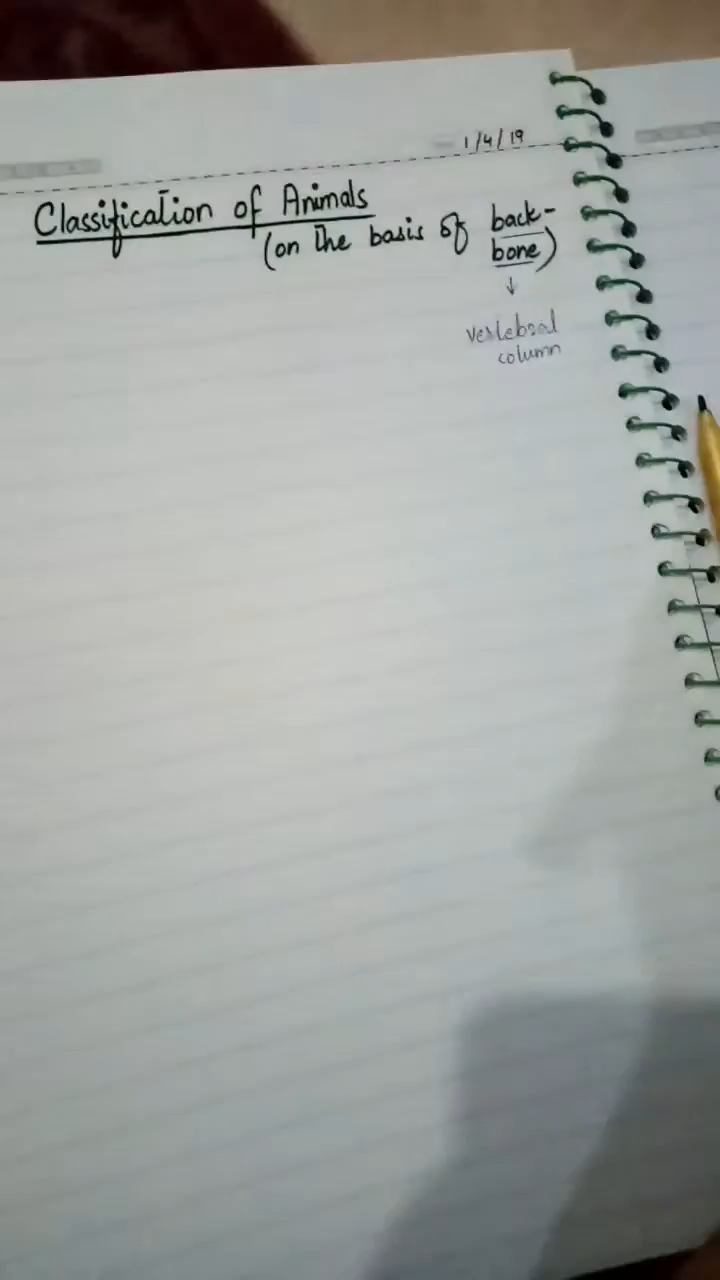 1/4/19
Classification of Animals
(on the basis of back-
bone)
↓
vertebral
column